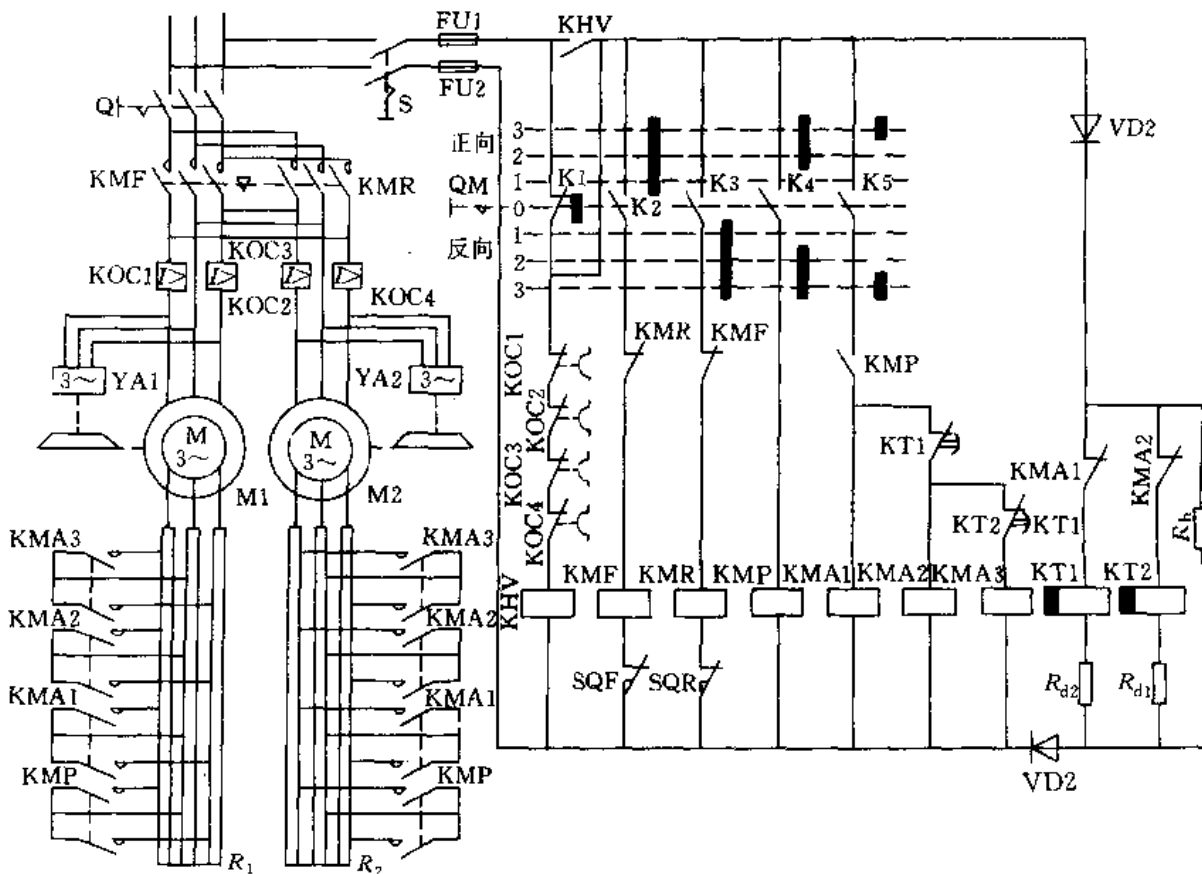 FU1 KHV
FU2
S
Q
正向
3
2
1
QM
0
反向
1
2
3
K1 K2 K3 K4 K5
VD2
KMF KMR
KOC3
KOC1
KOC2
KOC4
3~ YA1
YA2 3~
M
3~
M1
M
3~
M2
KOC1
KOC2
KOC3
KOC4
KMR KMF
KMP
KT1
KT2 KT1
KMA1
KMA2
Rh
KHV
KMF KMR KMP KMA1 KMA2 KMA3 KT1 KT2
SQF SQR
Rd2 Rd1
VD2
KMA3 KMA3
KMA2 KMA2
KMA1 KMA1
KMP KMP
R1 R2
I> I> I> I>